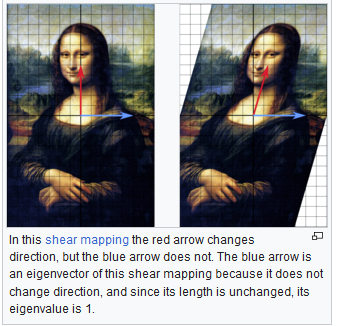 In this shear mapping the red arrow changes
direction, but the blue arrow does not. The blue arrow is
an eigenvector of this shear mapping because it does not
change direction, and since its length is unchanged, its
eigenvalue is 1.